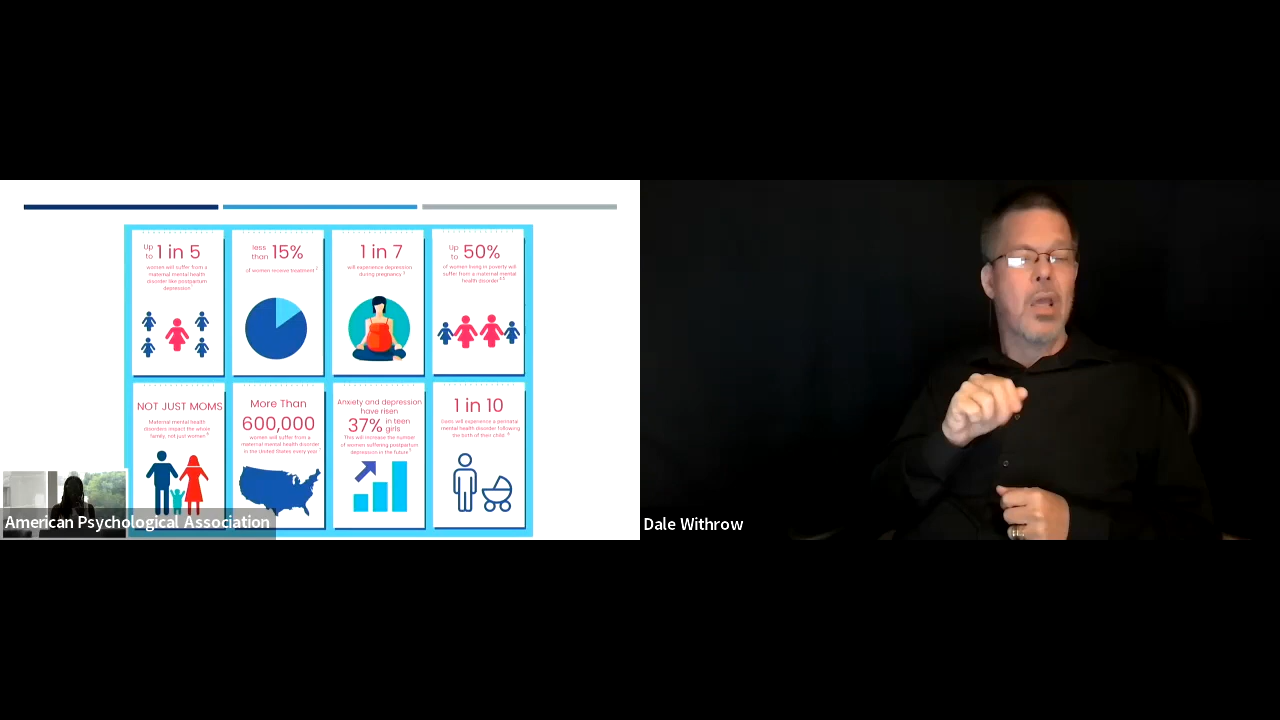 Up to 1 in 5
women will suffer from a
maternal mental health
disorder like postpartum
depression
less than 15%
of women receive treatment 2
1 in 7
will experience depression
during pregnancy 3
Up to 50%
of women living in poverty will
suffer from a maternal mental
health disorder
NOT JUST MOMS
Maternal mental health
disorders impact the whole
family, not just women
More Than
600,000
women will suffer from a
maternal mental health disorder
in the United States every year
Anxiety and depression
have risen
37% in teen girls
This will increase the number
of women suffering postpartum
depression in the future
1 in 10
will experience a
mental health disorder following
the birth of their child
American Psychological Association
Dale Withrow